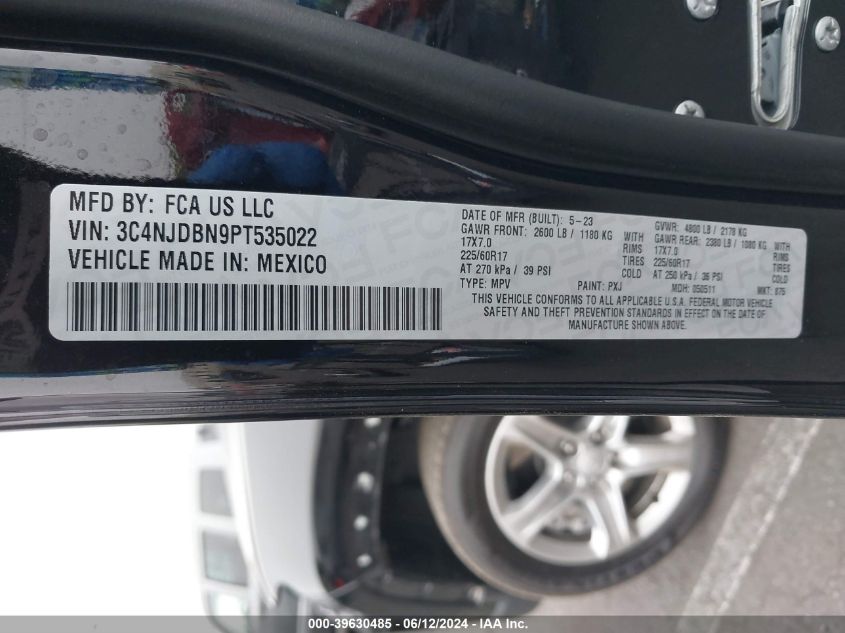 MFD BY: FCA US LLC
VIN: 3C4NJDBN9PT535022
VEHICLE MADE IN: MEXICO
DATE OF MFR (BUILT): 5-23 GVWR: 4800 LB / 2178 KG
GAWR FRONT: 2600 LB / 1180 KG GAWR REAR: 2380 LB / 1080 KG
17X7.0 RIMS 17X7.0 RIMS
225/60R17 TIRES 225/60R17 TIRES
AT 270 kPa / 39 PSI COLD AT 250 kPa / 36 PSI COLD
TYPE: MPV PAINT: PXJ MDH: 050511 MKT: 875
THIS VEHICLE CONFORMS TO ALL APPLICABLE U.S.A. FEDERAL MOTOR VEHICLE
SAFETY AND THEFT PREVENTION STANDARDS IN EFFECT ON THE DATE OF
MANUFACTURE SHOWN ABOVE.
000-39630485 - 06/12/2024 - IAA Inc.